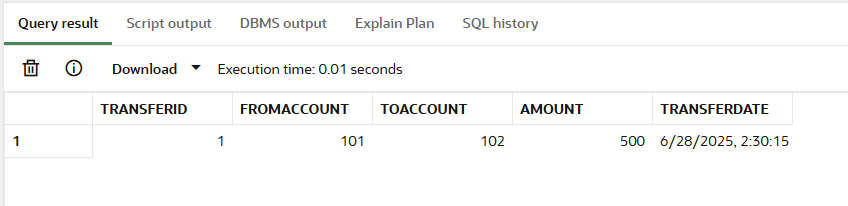 Query result Script output DBMS output Explain Plan SQL history
Download Execution time: 0.01 seconds
TRANSFERID FROMACCOUNT TOACCOUNT AMOUNT TRANSFERDATE
1 1 101 102 500 6/28/2025, 2:30:15